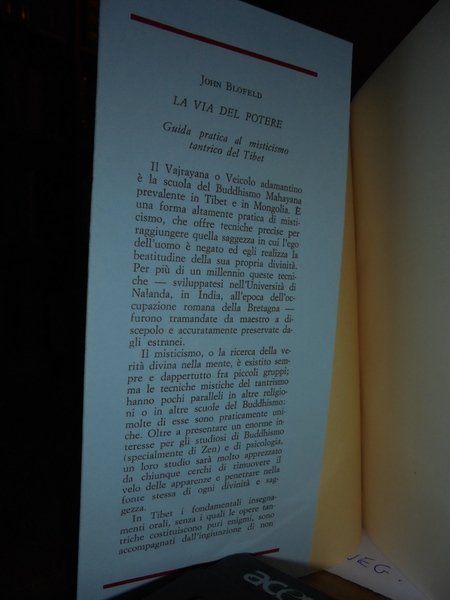 JOHN BLOFELD
LA VIA DEL POTERE
Guida pratica al misticismo
tantrico del Tibet
Il Vajrayana o Veicolo adamantino
è la scuola del Buddhismo Mahayana
prevalente in Tibet e in Mongolia. È
una forma altamente pratica di misti-
cismo, che offre tecniche precise per
raggiungere quella saggezza in cui l'ego
dell'uomo è negato ed egli realizza la
beatitudine della sua propria divinità.
Per più di un millennio queste tecni-
che — sviluppatesi nell'Università di
Nalanda, in India, all'epoca dell'oc-
cupazione romana della Bretagna —
furono tramandate da maestro a di-
scepolo e accuratamente preservate da-
gli estranei.
Il misticismo, o la ricerca della ve-
rità divina nella mente, è esistito sem-
pre e dappertutto fra piccoli gruppi;
ma le tecniche mistiche del tantrismo
hanno pochi paralleli in altre religio-
ni o in altre scuole del Buddhismo:
molte di esse sono praticamente uni-
che. Oltre a presentare un enorme in-
teresse per gli studiosi di Buddhismo
(specialmente di Zen) e di psicologia,
un loro studio sarà molto apprezzato
da chiunque cerchi di rimuovere il
velo delle apparenze e penetrare nella
fonte stessa di ogni divinità e sag-
gezza.
In Tibet i fondamentali insegna-
menti orali, senza i quali le opere tan-
triche costituiscono puri enigmi, sono
accompagnati dall'ingiunzione di non
EG.
acer